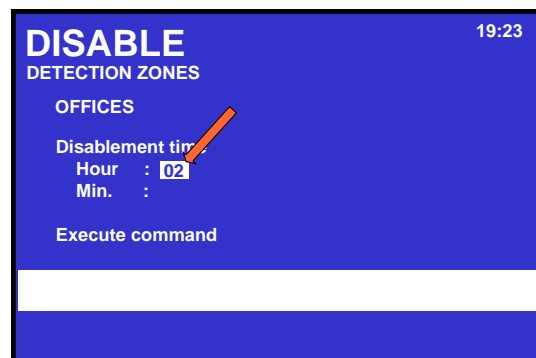 DISABLE
19:23
DETECTION ZONES
OFFICES
Disablement time
Hour : 02
Min. :
Execute command